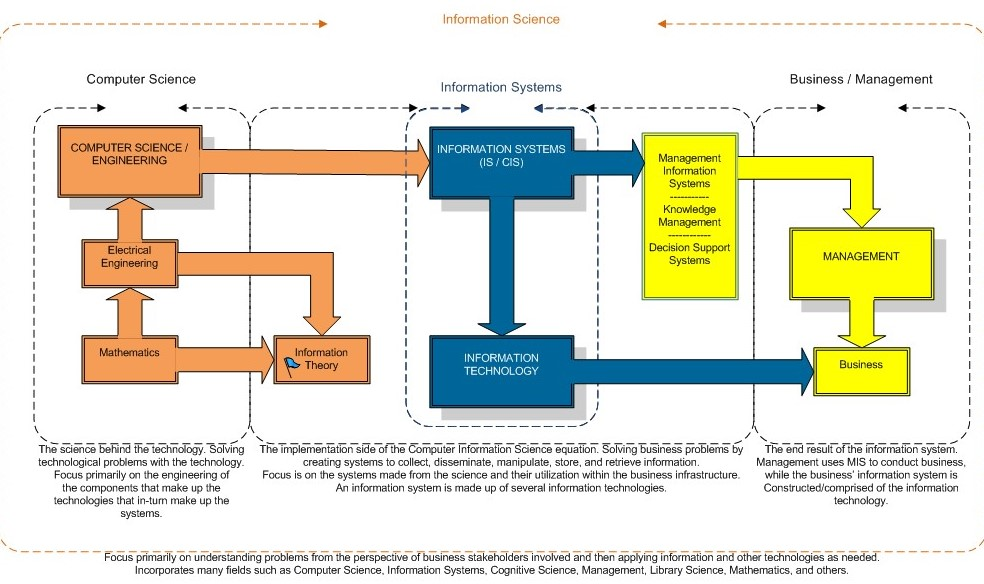 Information Science
Computer Science
Information Systems
Business / Management
COMPUTER SCIENCE /
ENGINEERING
INFORMATION SYSTEMS
(IS / CIS)
Management
Information
Systems
-----------
Knowledge
Management
------------
Decision Support
Systems
Electrical
Engineering
MANAGEMENT
Mathematics
Information
Theory
INFORMATION
TECHNOLOGY
Business
The science behind the technology. Solving
technological problems with the technology.
Focus primarily on the engineering of
the components that make up the
technologies that in-turn make up the
systems.
The implementation side of the Computer Information Science equation. Solving business problems by
creating systems to collect, disseminate, manipulate, store, and retrieve information.
Focus is on the systems made from the science and their utilization within the business infrastructure.
An information system is made up of several information technologies.
The end result of the information system.
Management uses MIS to conduct business,
while the business' information system is
Constructed/comprised of the information
technology.
Focus primarily on understanding problems from the perspective of business stakeholders involved and then applying information and other technologies as needed.
Incorporates many fields such as Computer Science, Information Systems, Cognitive Science, Management, Library Science, Mathematics, and others.